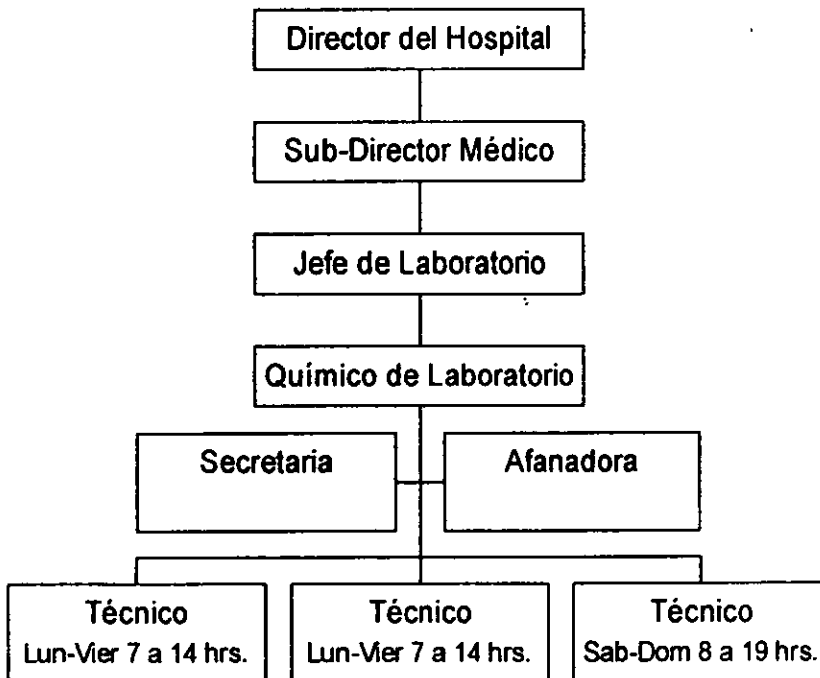 Director del Hospital
Sub-Director Médico
Jefe de Laboratorio
Químico de Laboratorio
Secretaria
Afanadora
Técnico
Lun-Vier 7 a 14 hrs.
Técnico
Lun-Vier 7 a 14 hrs.
Técnico
Sab-Dom 8 a 19 hrs.